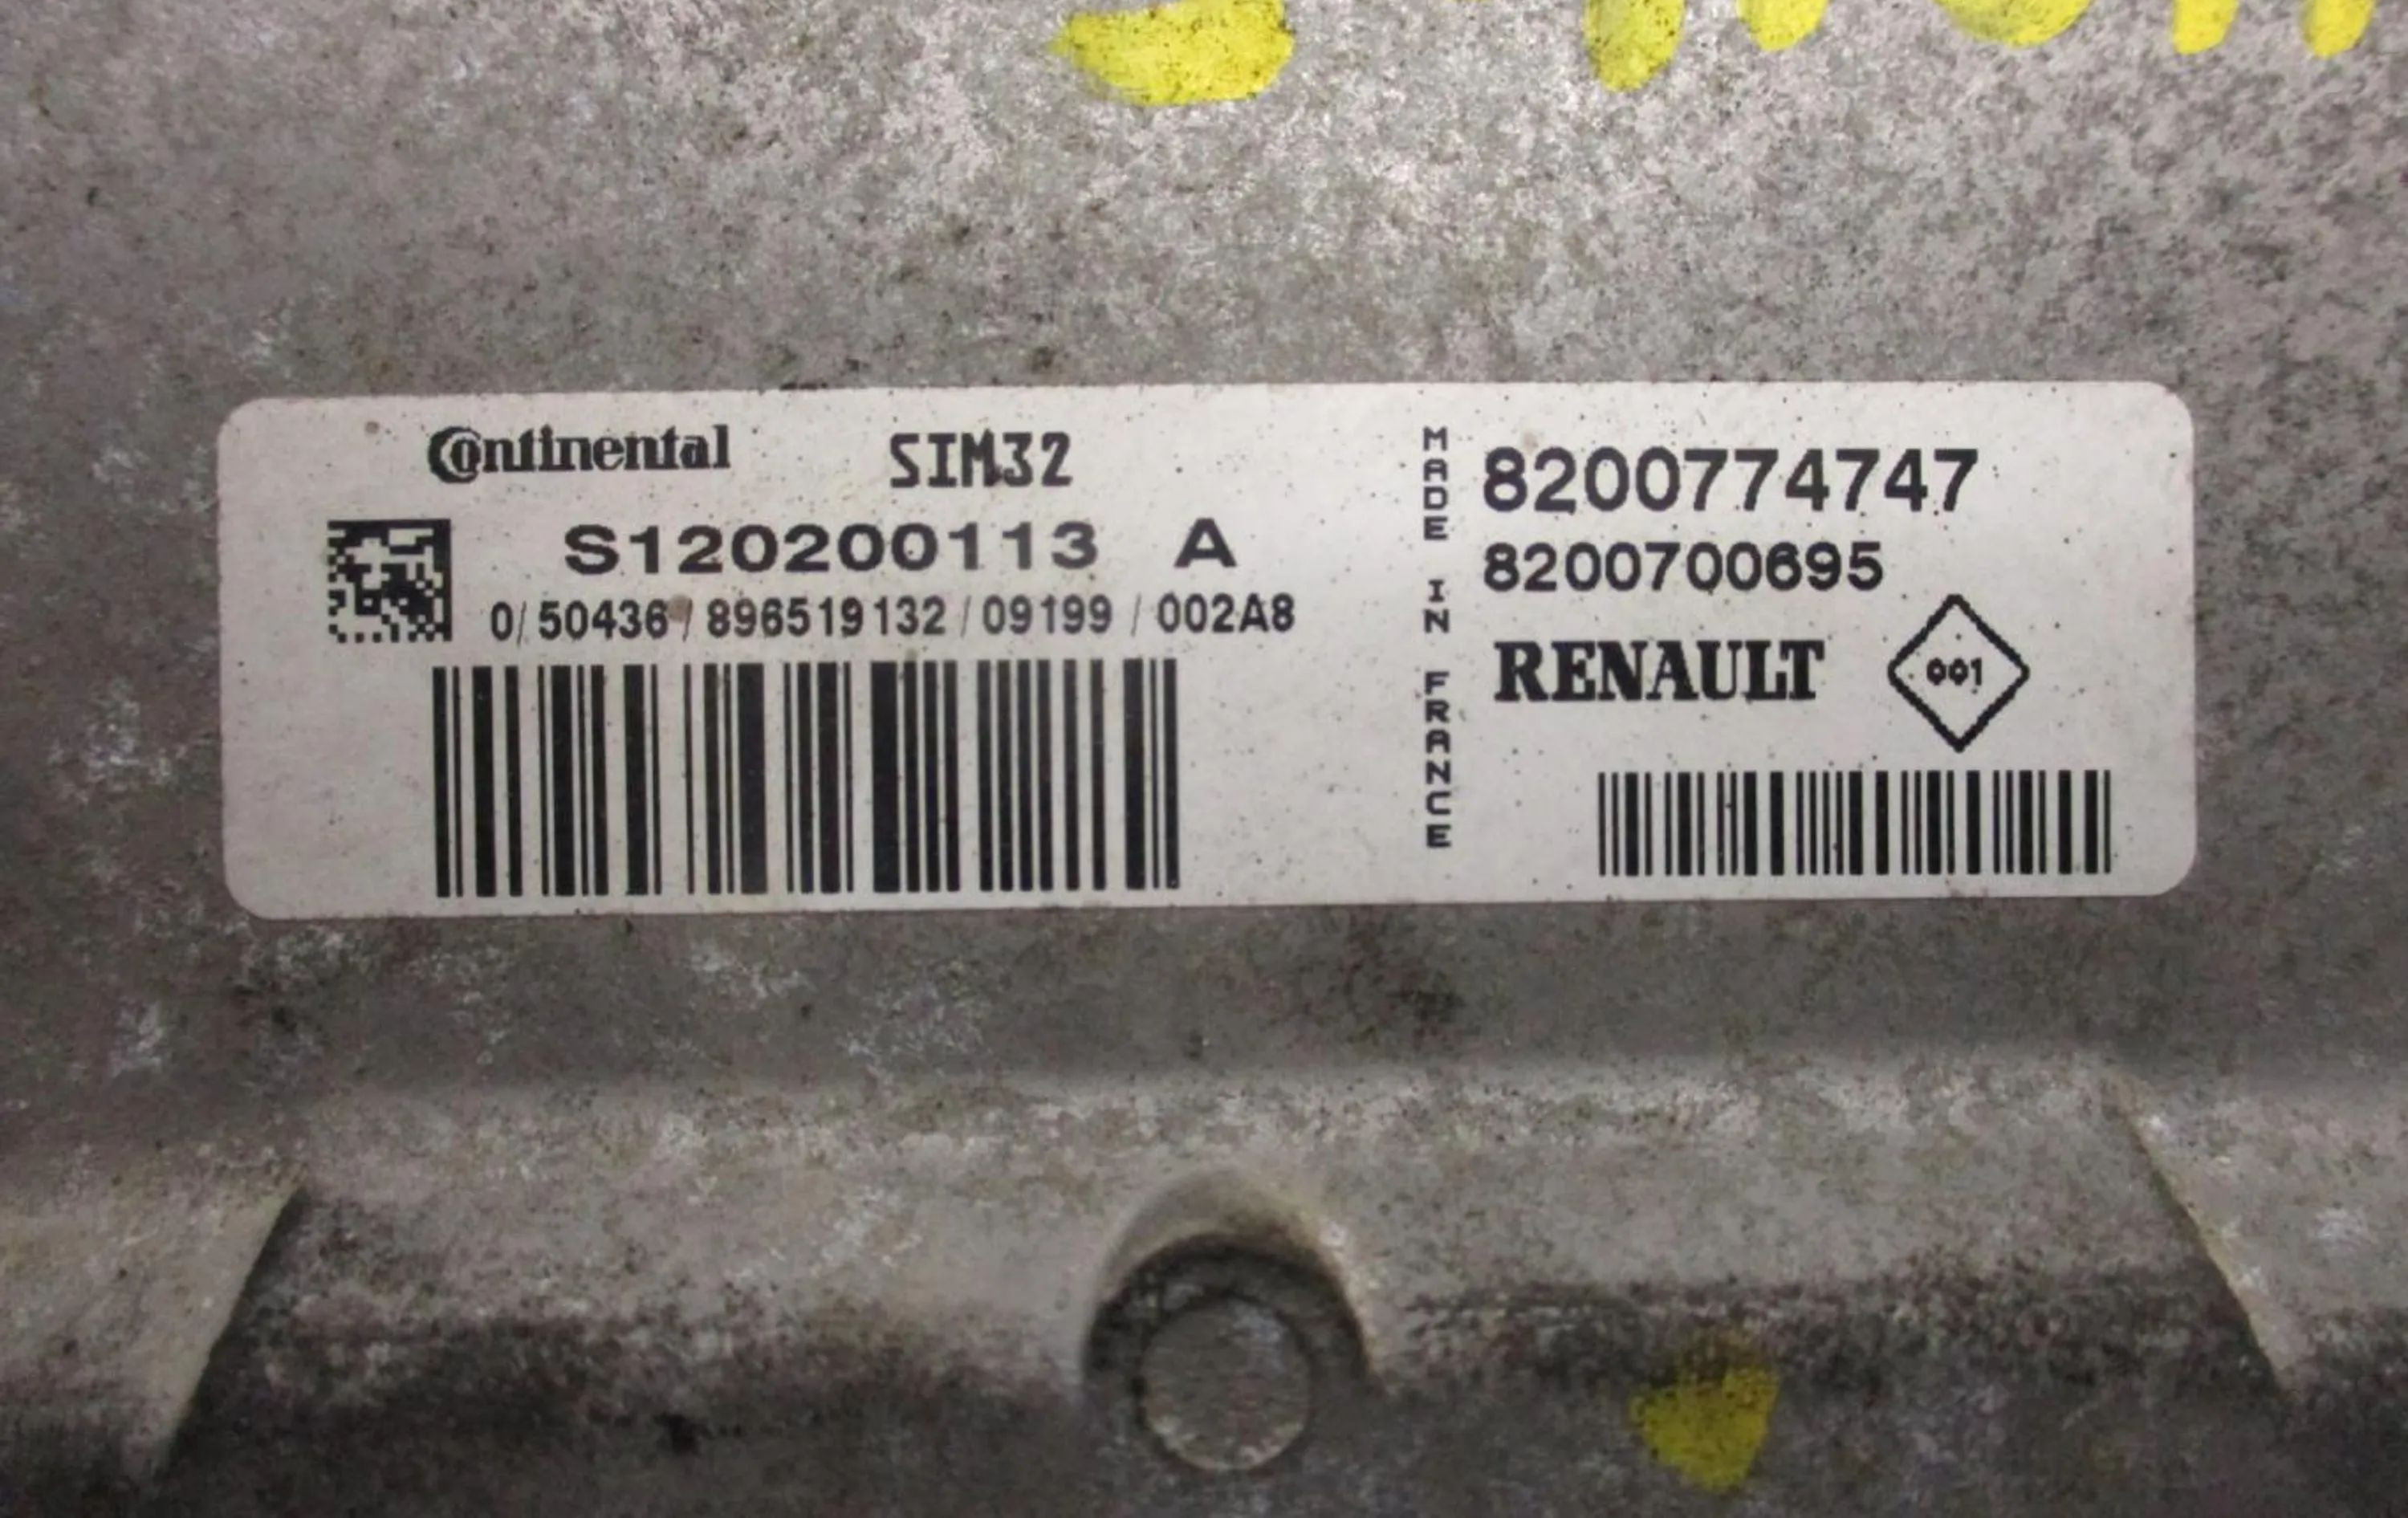 Continental SIM32
S120200113 A
0/50436/896519132/09199/002A8
MADE IN FRANCE
8200774747
8200700695
RENAULT 001